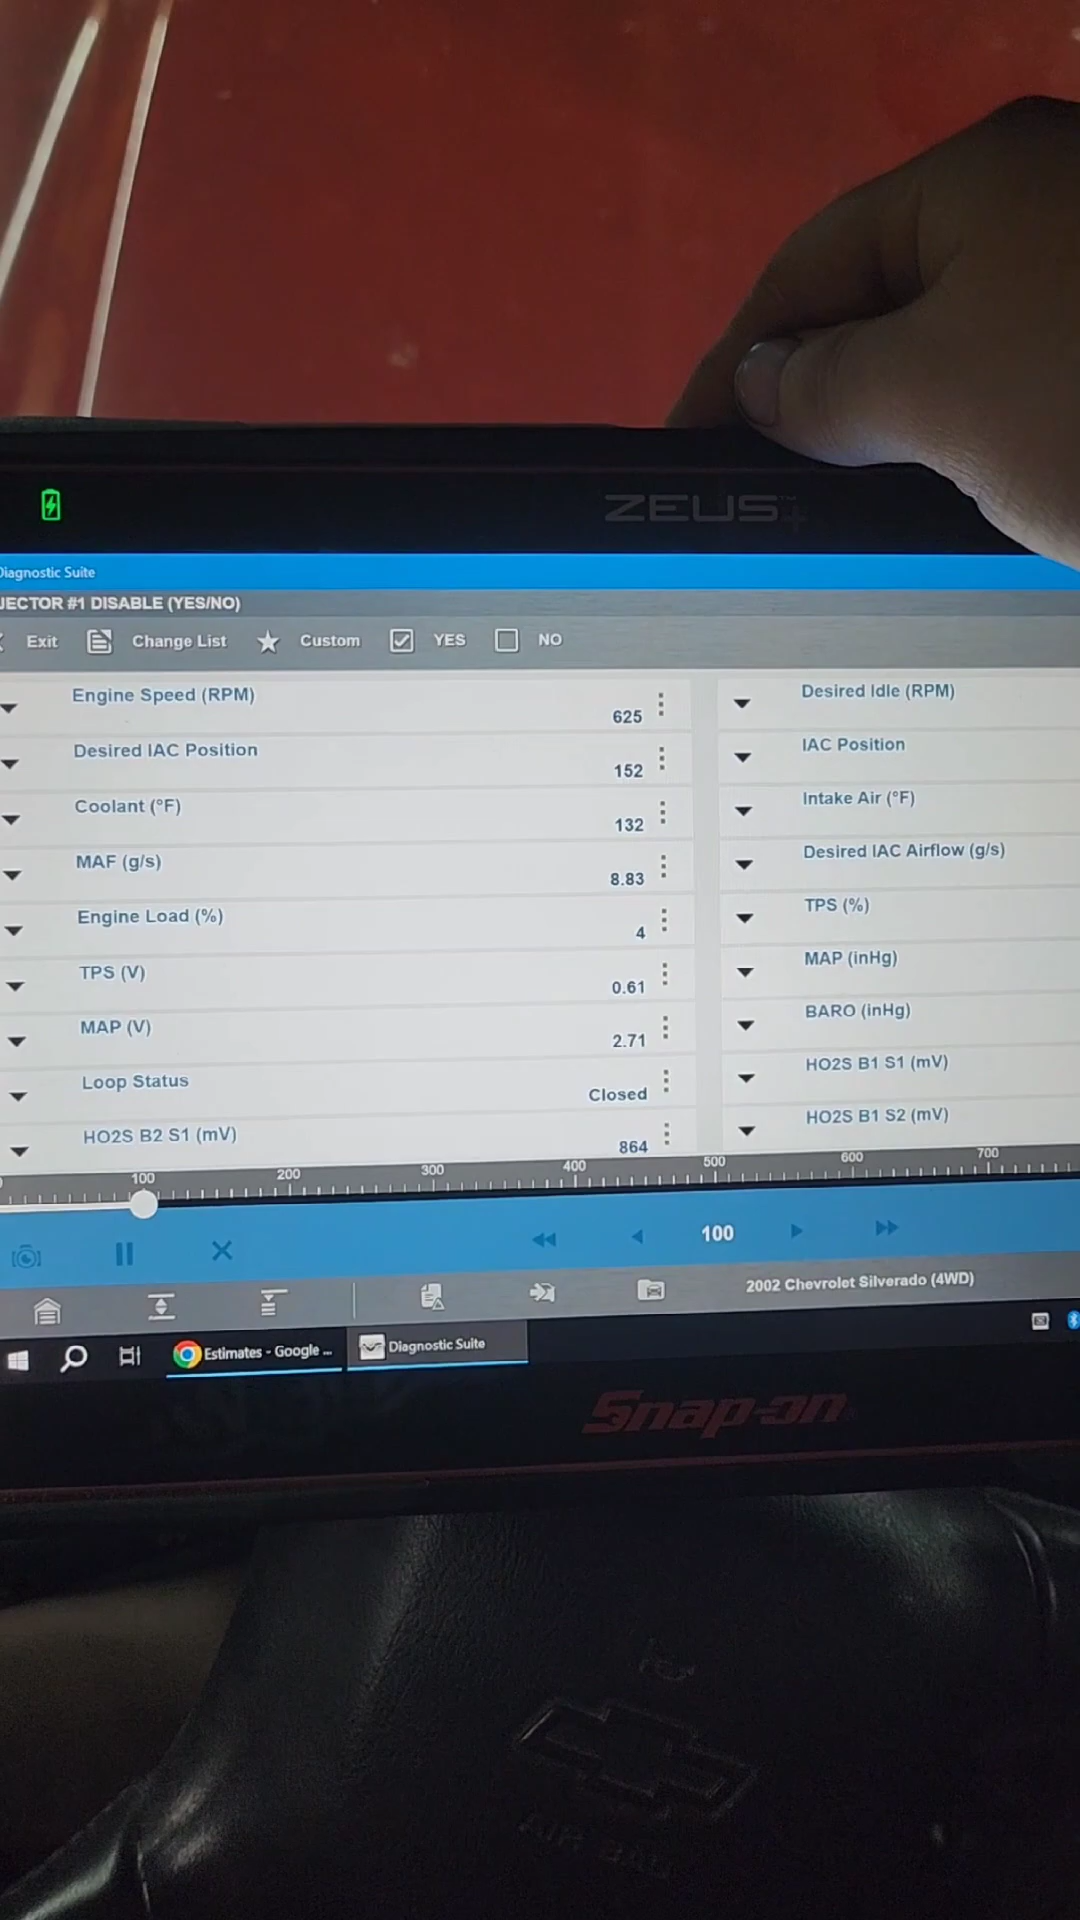 ZEUS+
Diagnostic Suite
JECTOR #1 DISABLE (YES/NO)
Exit Change List Custom YES NO
Engine Speed (RPM) 625 Desired Idle (RPM)
Desired IAC Position 152 IAC Position
Coolant (°F) 132 Intake Air (°F)
MAF (g/s) 8.83 Desired IAC Airflow (g/s)
Engine Load (%) 4 TPS (%)
TPS (V) 0.61 MAP (inHg)
MAP (V) 2.71 BARO (inHg)
Loop Status Closed HO2S B1 S1 (mV)
HO2S B2 S1 (mV) 864 HO2S B1 S2 (mV)
100 200 300 400 500 600 700
100
2002 Chevrolet Silverado (4WD)
Estimates - Google ... Diagnostic Suite
Snap-on
AIR BAG